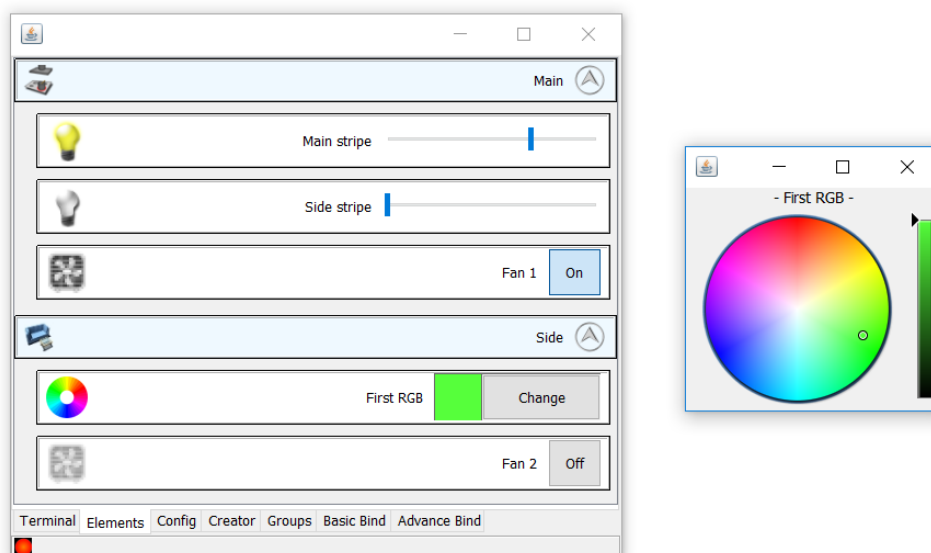 Main
Main stripe
Side stripe
Fan 1 On
Side
First RGB Change
Fan 2 Off
Terminal Elements Config Creator Groups Basic Bind Advance Bind
- First RGB -